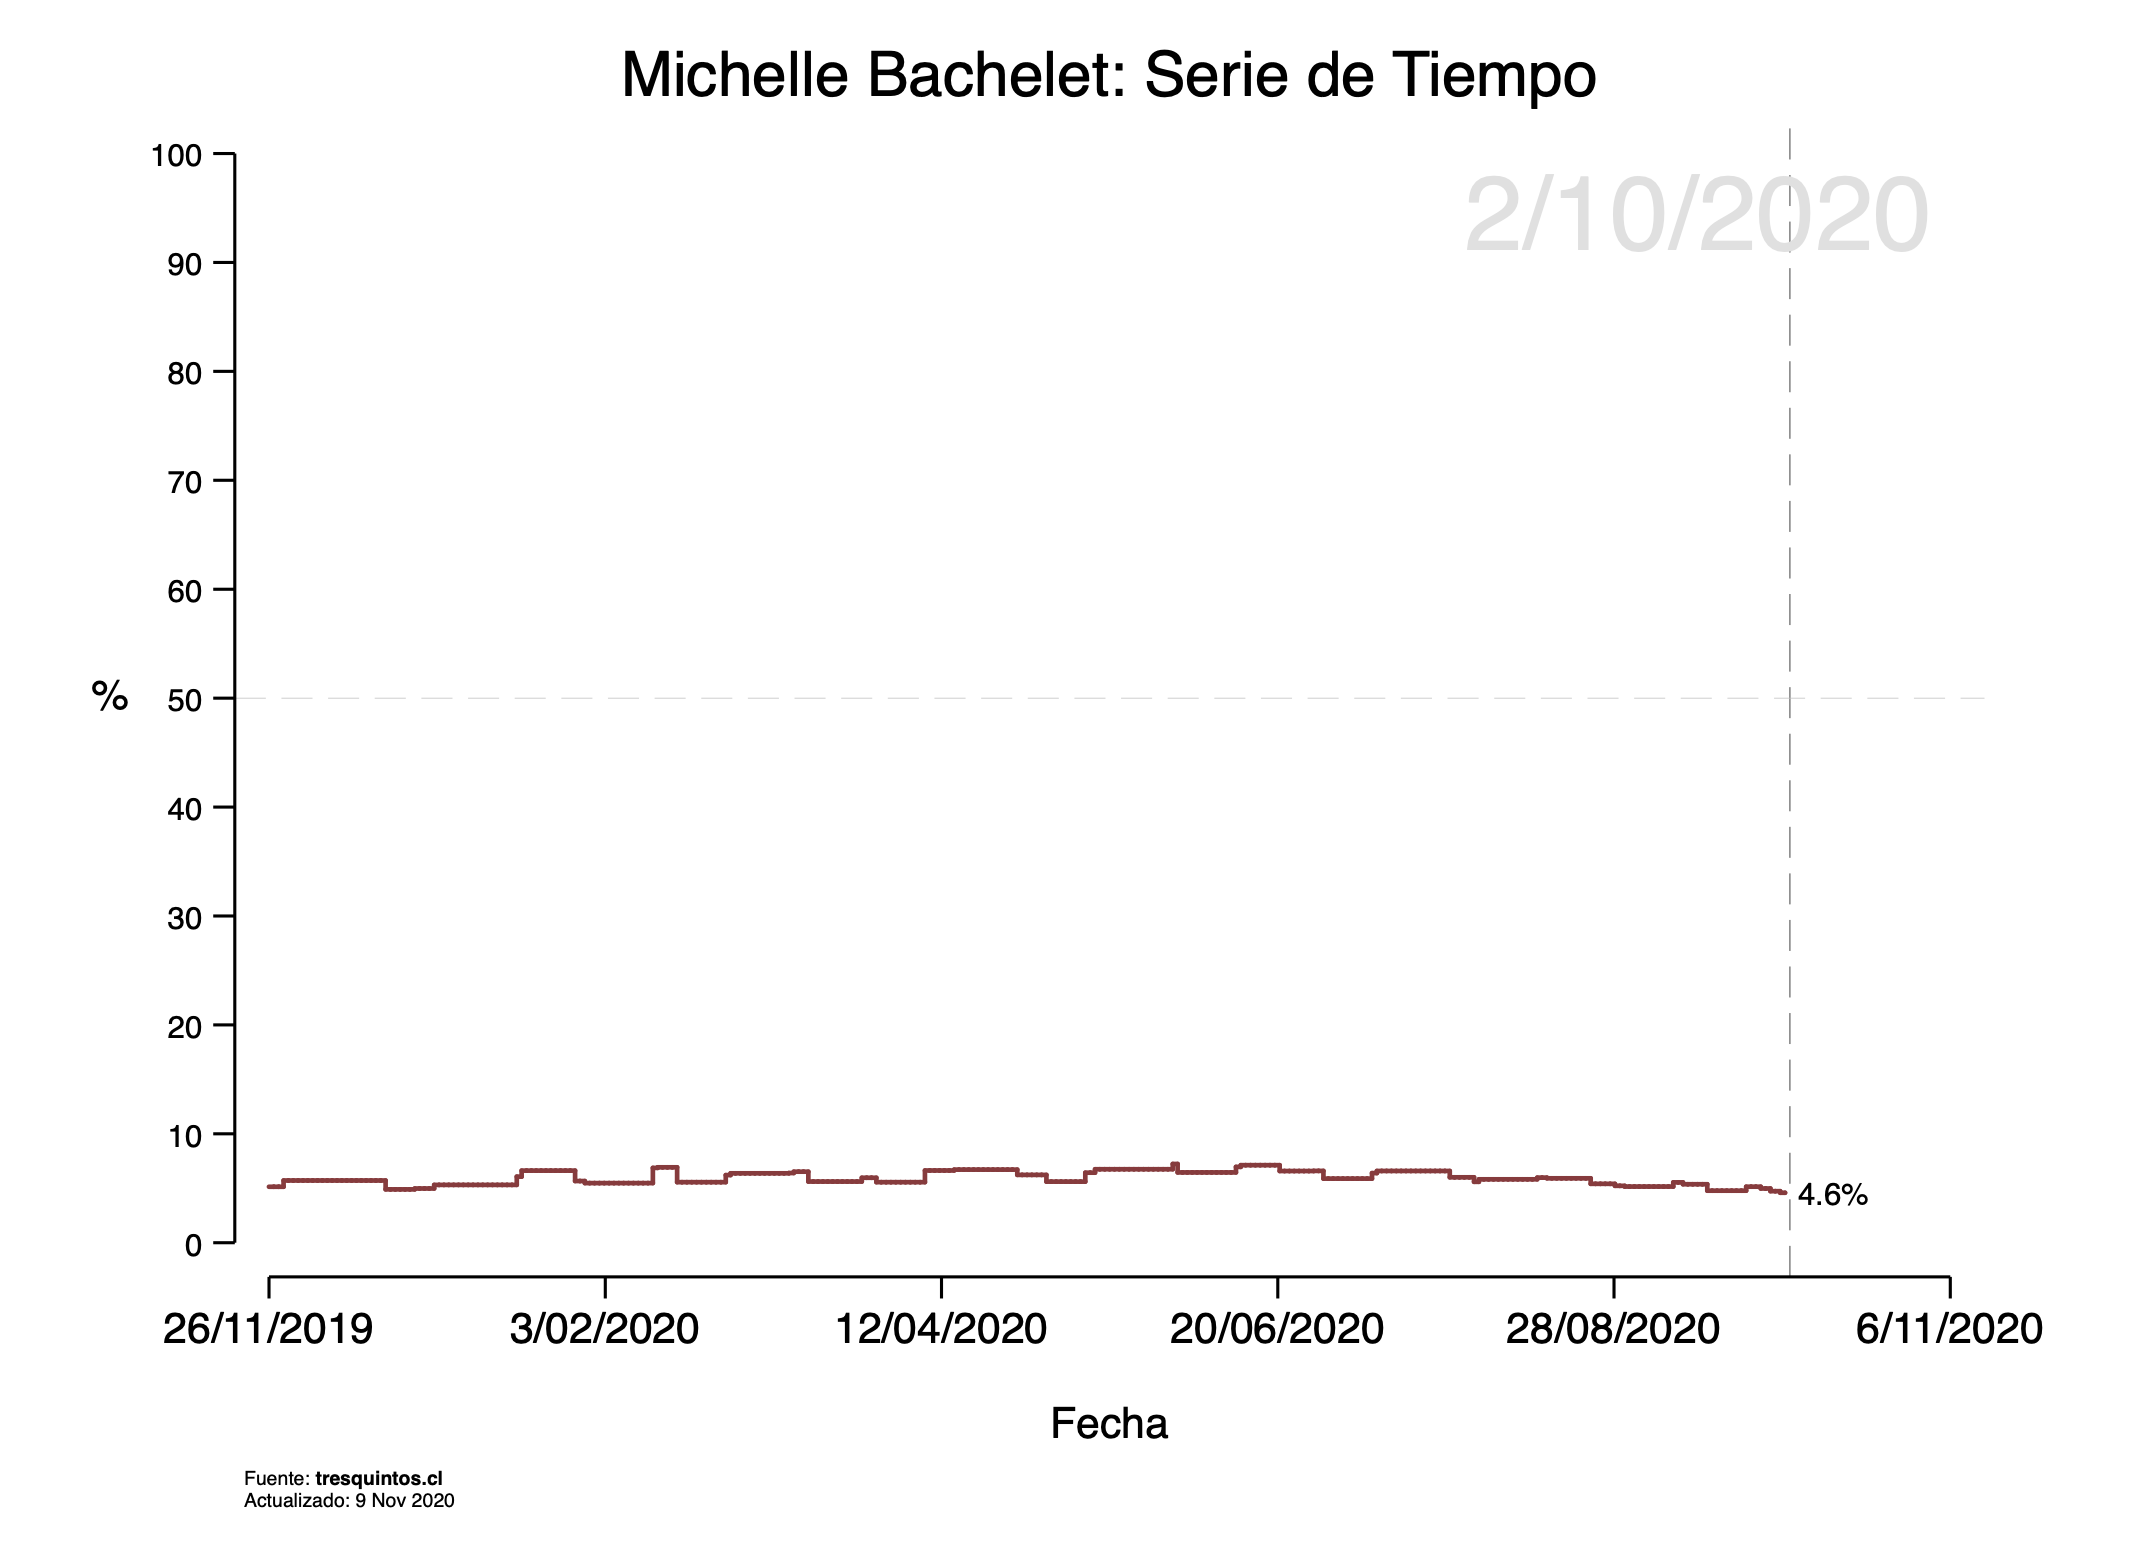 Michelle Bachelet: Serie de Tiempo
2/10/2020
100
90
80
70
60
50
40
30
20
10
0
%
4.6%
26/11/2019 3/02/2020 12/04/2020 20/06/2020 28/08/2020 6/11/2020
Fecha
Fuente: tresquintos.cl
Actualizado: 9 Nov 2020